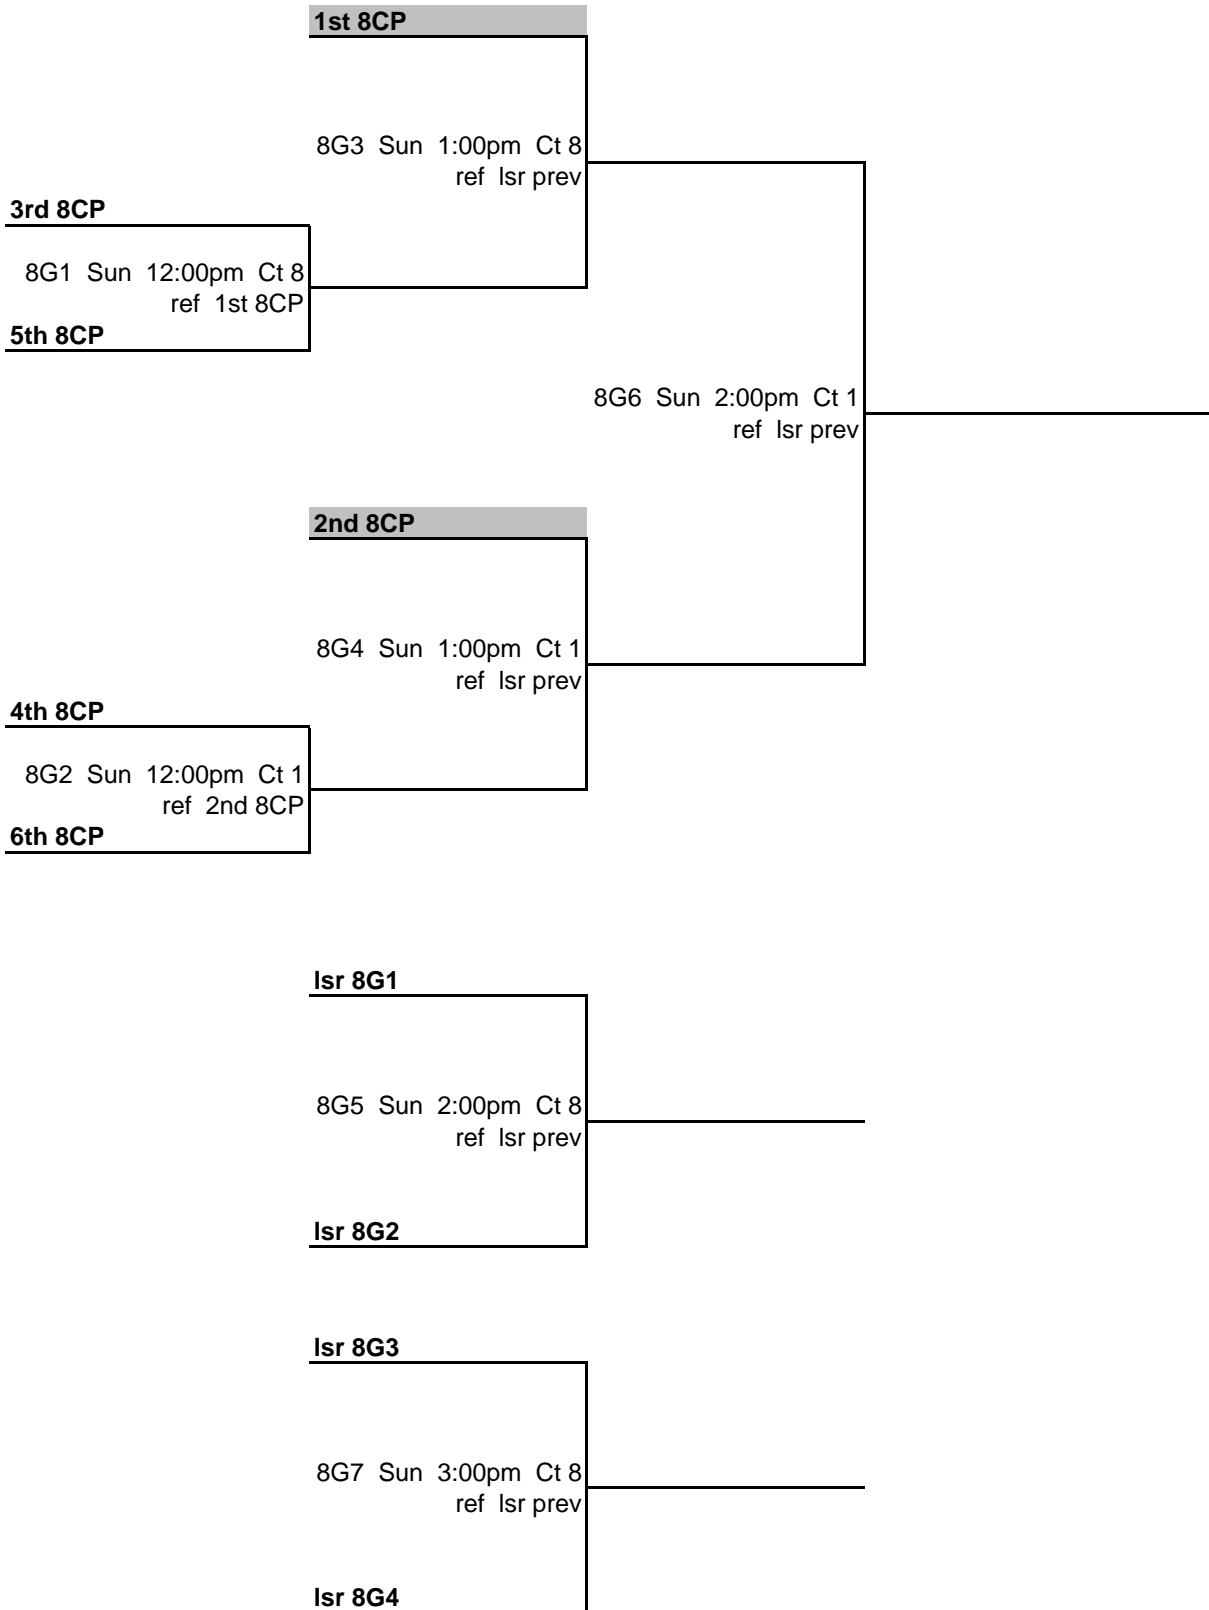 1st 8CP
8G3 Sun 1:00pm Ct 8
ref lsr prev
3rd 8CP
8G1 Sun 12:00pm Ct 8
ref 1st 8CP
5th 8CP
8G6 Sun 2:00pm Ct 1
ref lsr prev
2nd 8CP
8G4 Sun 1:00pm Ct 1
ref lsr prev
4th 8CP
8G2 Sun 12:00pm Ct 1
ref 2nd 8CP
6th 8CP
lsr 8G1
8G5 Sun 2:00pm Ct 8
ref lsr prev
lsr 8G2
lsr 8G3
8G7 Sun 3:00pm Ct 8
ref lsr prev
lsr 8G4